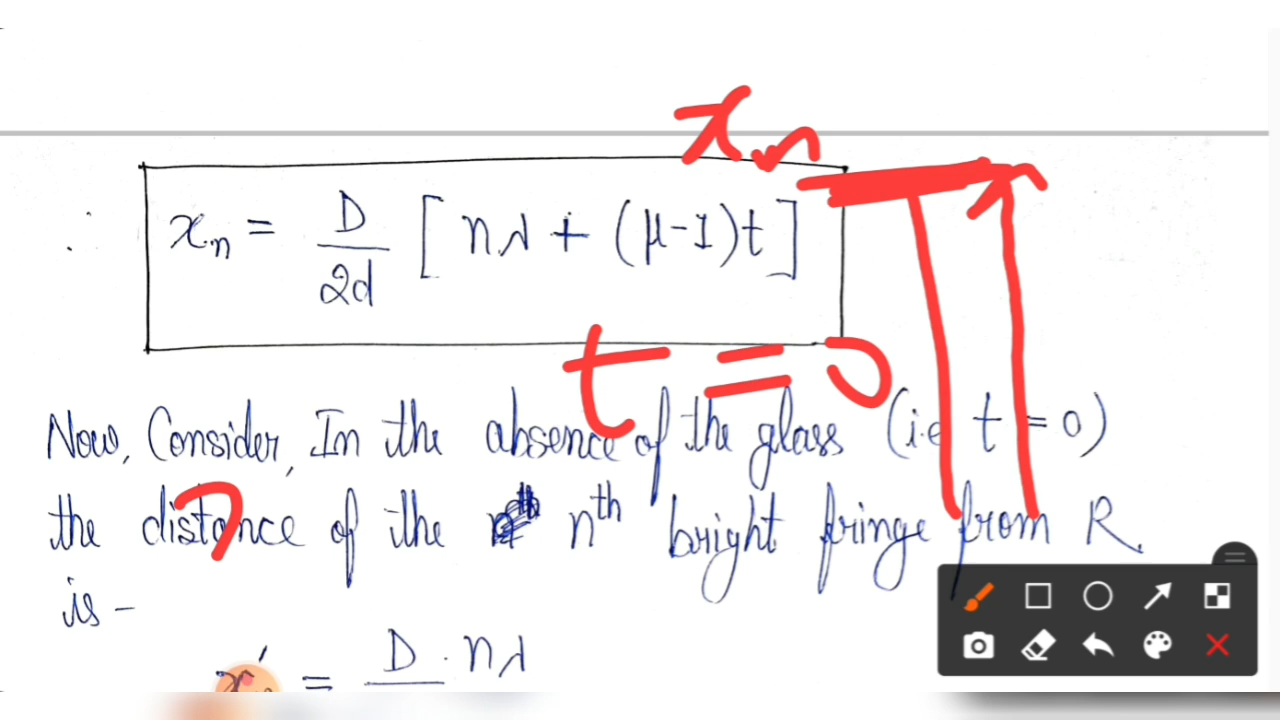 xₙ
∴ xₙ = D/2d [nλ + (μ-1)t]
t = 0
Now, Consider, In the absence of the glass (i.e t = 0)
the distance of the nth bright fringe from R
is -
= D . nλ